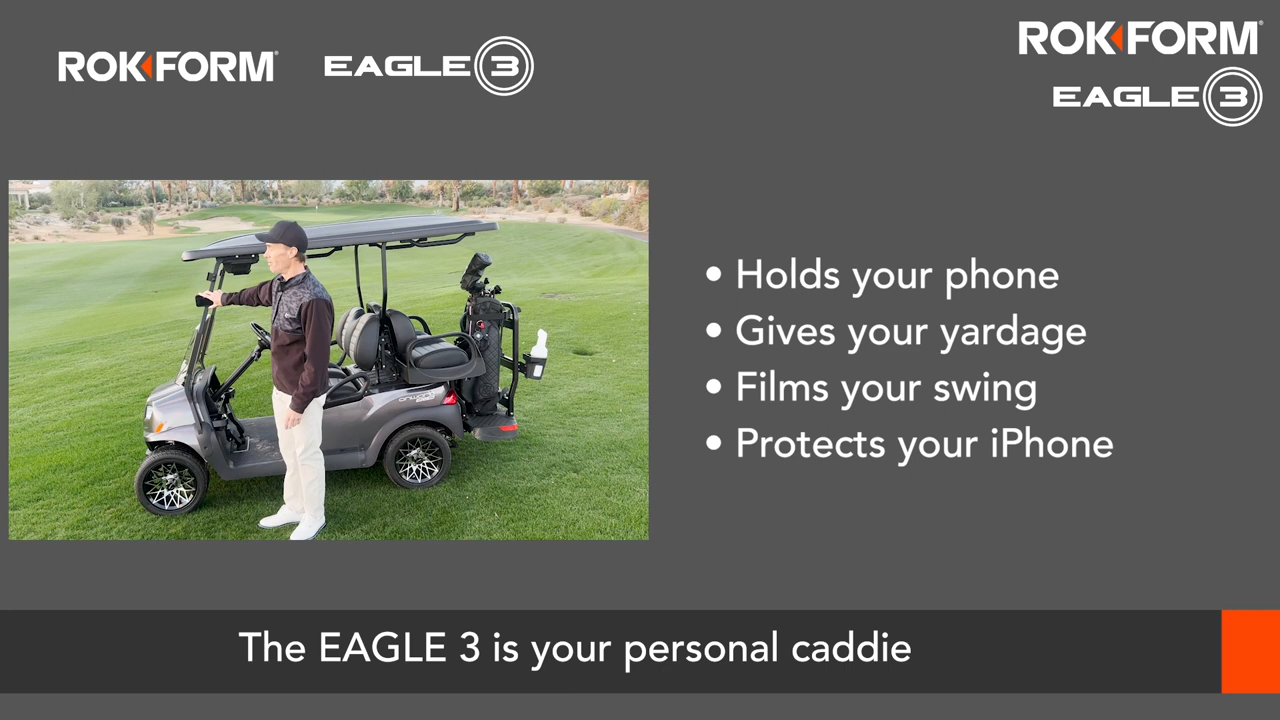 ROKFORM®
EAGLE 3
ROKFORM®
EAGLE 3
• Holds your phone
• Gives your yardage
• Films your swing
• Protects your iPhone
The EAGLE 3 is your personal caddie